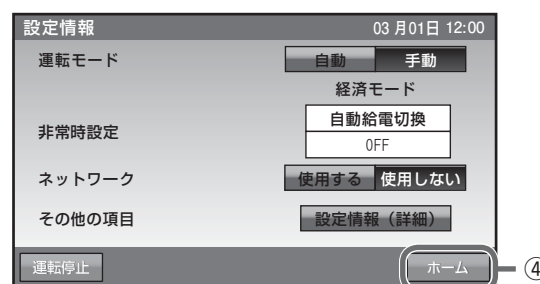 設定情報 03月01日 12:00
運転モード 自動 手動
経済モード
非常時設定 自動給電切換
OFF
ネットワーク 使用する 使用しない
その他の項目 設定情報（詳細）
運転停止 ホーム ④